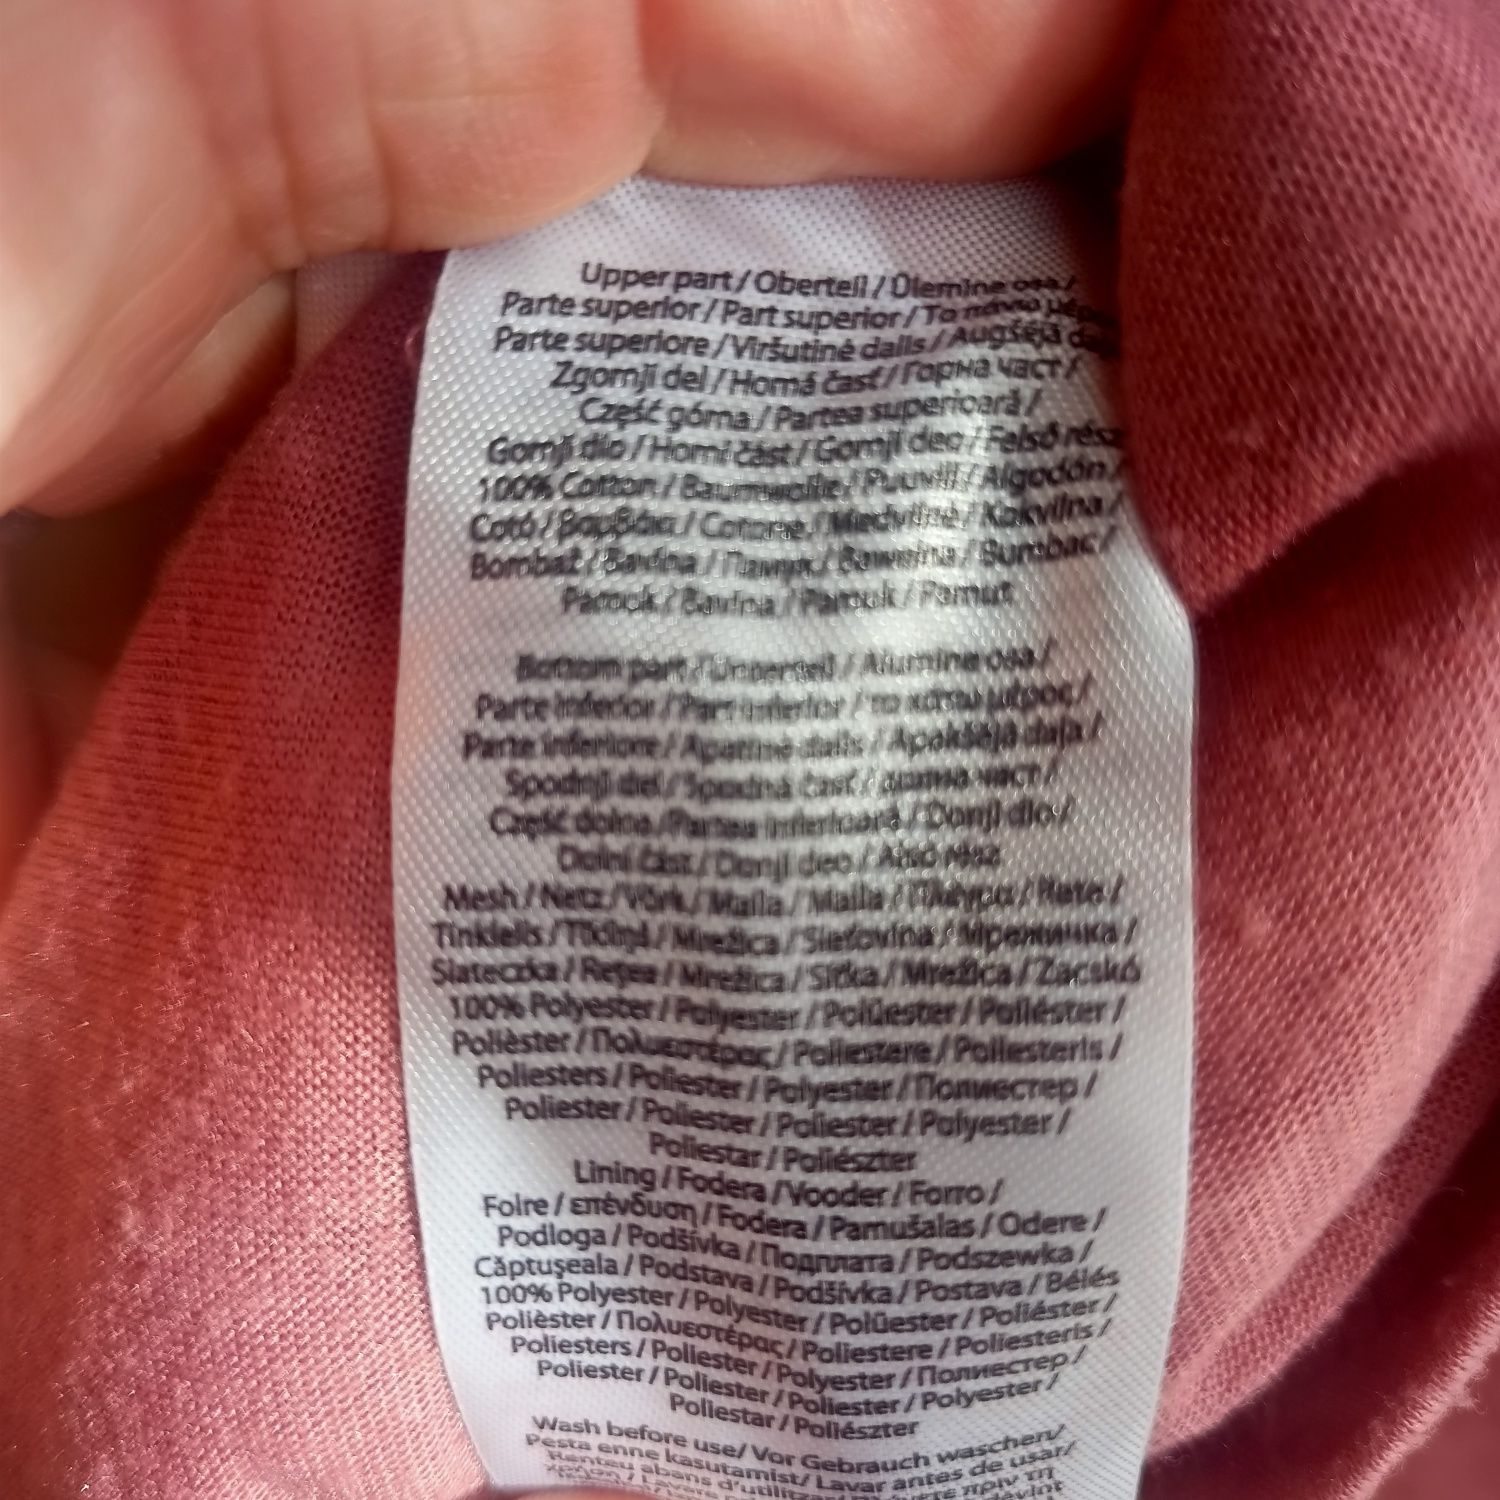 Upper part / Oberteil / Ülemine osa /
Parte superior / Part superior / Το πάνω μέρος
Parte superiore / Viršutinė dalis / Augšējā
Zgornji del / Horná časť / Горна част /
Część górna / Partea superioară /
Gornji dio / Horní část / Gornji deo / Felső rész
100% Cotton / Baumwolle / Puuvill / Algodón /
Cotó / βαμβάκι / Cotone / Medvilnė / Kokvilna /
Bombaž / Bavlna / Памук / Bawełna / Bumbac /
Pamuk / Bavlna / Pamuk / Pamut
Bottom part / / Alumine osa /
Parte inferior / Part inferior / το κάτω μέρος /
Parte inferiore / Apatinė dalis / Apakšējā daļa /
Spodnji del / Spodná časť / долна част /
Część dolna / Partea inferioară / Donji dio /
Dolní část / Donji deo / Alsó rész
Mesh / Netz / Võrk / Malla / Malla / Πλέγμα / Rete /
Tinklelis / Tīkliņš / Mrežica / Sieťovina / Мрежичка /
Siateczka / Rețea / Mrežica / Síťka / Mrežica / Zacskó
100% Polyester / Polyester / Polüester / Poliéster /
Polièster / Πολυεστέρας / Poliestere / Poliesteris /
Poliesters / Poliester / Polyester / Полиестер /
Poliester / Poliester / Poliester / Polyester /
Poliestar / Poliészter
Lining / Fodera / Vooder / Forro /
Folre / επένδυση / Fodera / Pamušalas / Odere /
Podloga / Podšívka / Подплата / Podszewka /
Căptușeala / Podstava / Podšívka / Postava / Bélés
100% Polyester / Polyester / Polüester / Poliéster /
Polièster / Πολυεστέρας / Poliestere / Poliesteris /
Poliesters / Poliester / Polyester / Полиестер /
Poliester / Poliester / Poliester / Polyester /
Poliestar / Poliészter
Wash before use/ Vor Gebrauch waschen/
Pesta enne kasutamist/ Lavar antes de usar/
Renteu abans d'utilitzar/